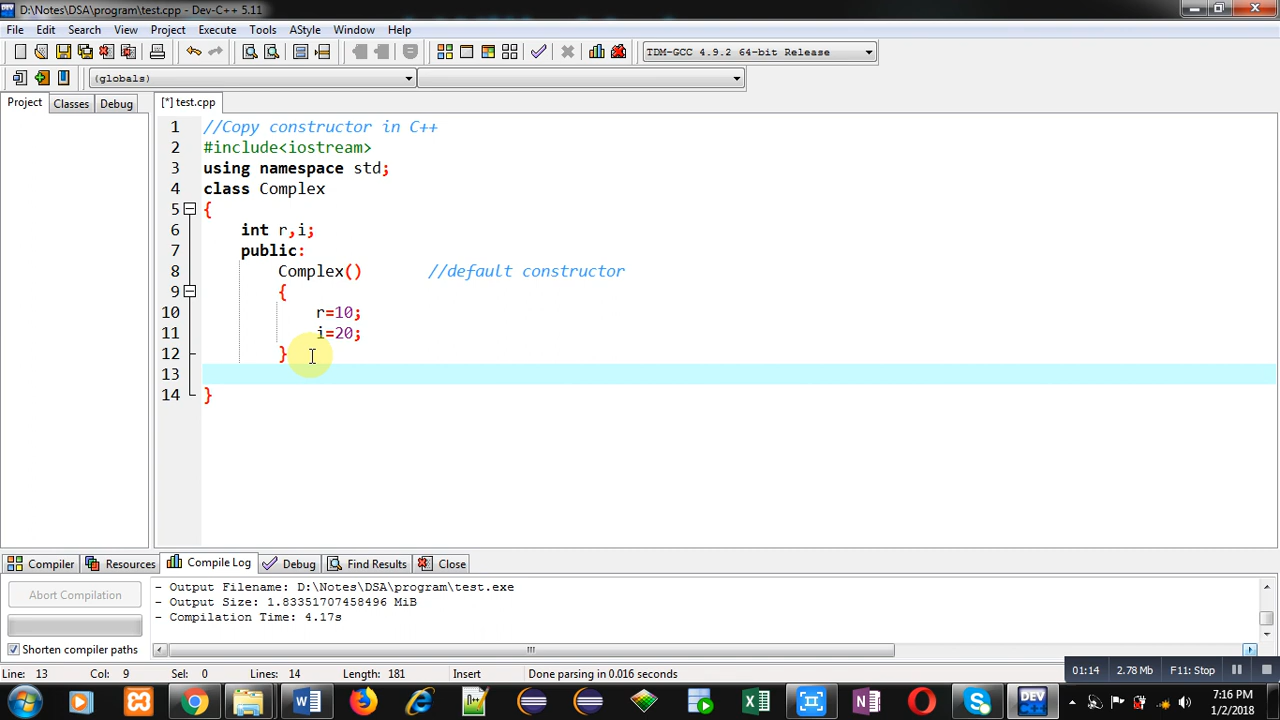 D:\Notes\DSA\program\test.cpp - Dev-C++ 5.11
File Edit Search View Project Execute Tools AStyle Window Help
TDM-GCC 4.9.2 64-bit Release
(globals)
Project Classes Debug [*] test.cpp
1 //Copy constructor in C++
2 #include<iostream>
3 using namespace std;
4 class Complex
5 {
6 int r,i;
7 public:
8 Complex() //default constructor
9 {
10 r=10;
11 i=20;
12 }
13
14 }
Compiler Resources Compile Log Debug Find Results Close
Abort Compilation
- Output Filename: D:\Notes\DSA\program\test.exe
- Output Size: 1.83351707458496 MiB
- Compilation Time: 4.17s
Shorten compiler paths
Line: 13 Col: 9 Sel: 0 Lines: 14 Length: 181 Insert Done parsing in 0.016 seconds
01:14 2.78 Mb F11: Stop
DEV
7:16 PM
1/2/2018